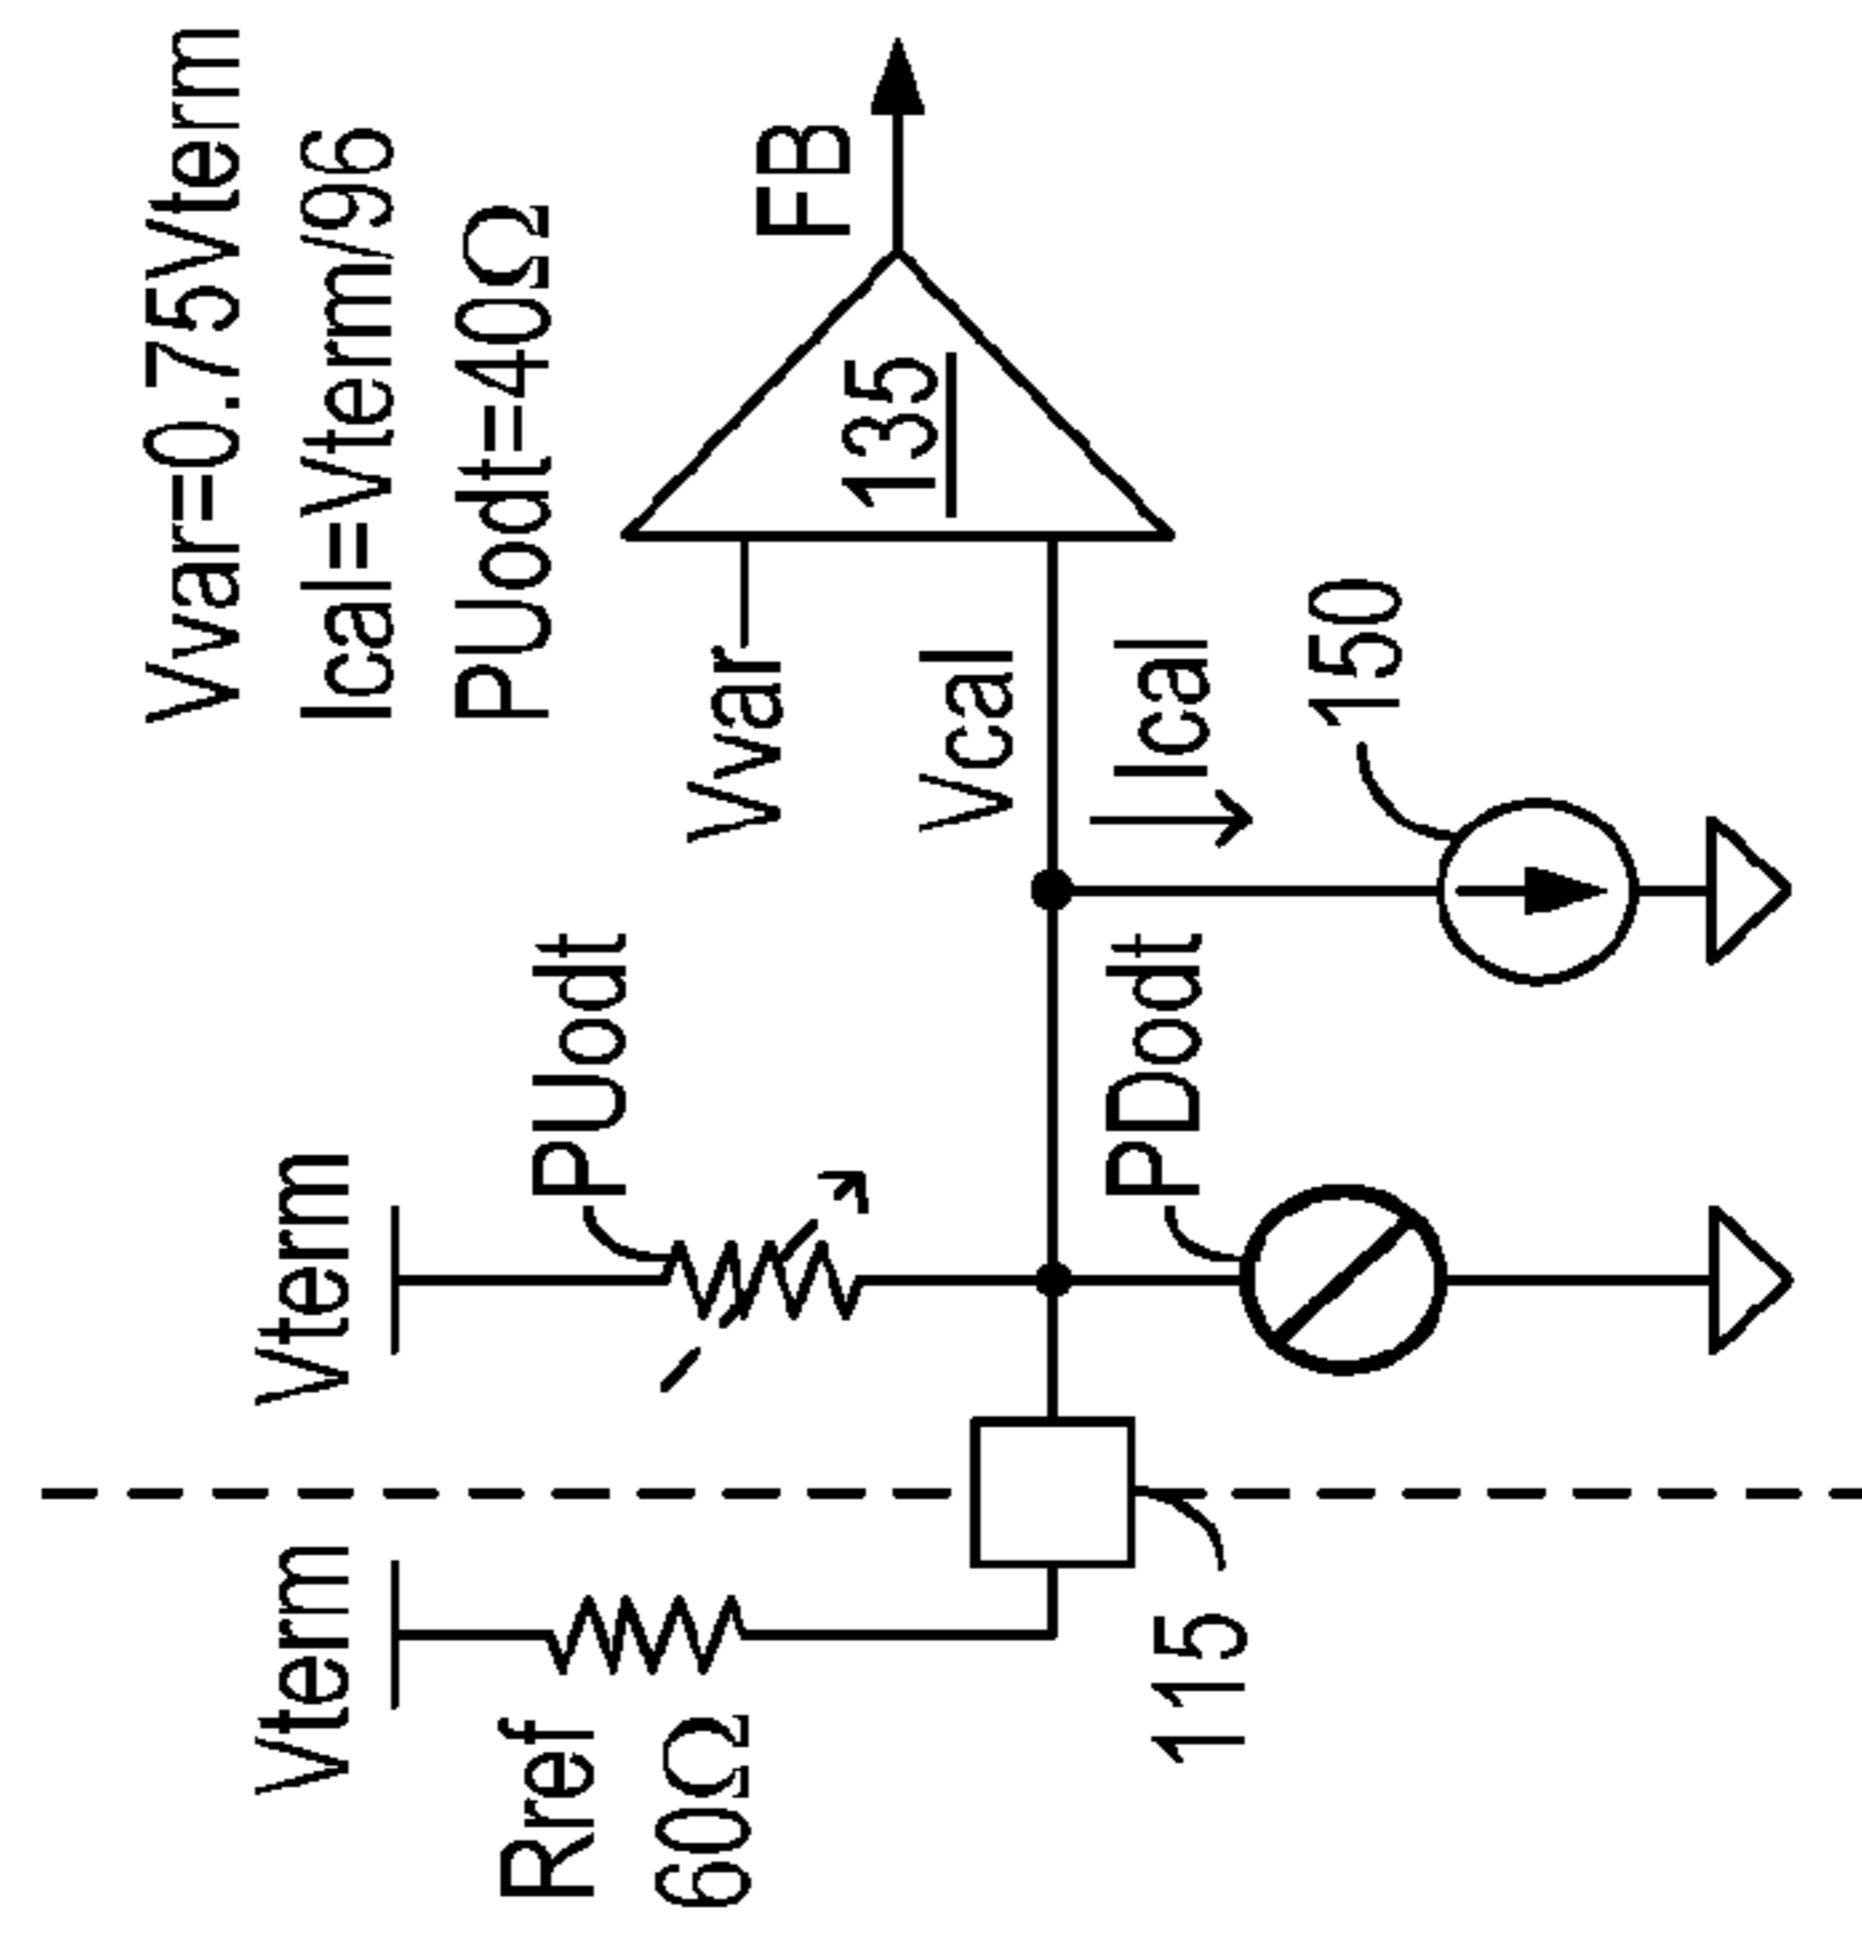 Vvar=0.75Vterm
Ical=Vterm/96
PUodt=40Ω
Vterm
Vterm
Rref
60Ω
PUodt
Vvar
FB
135
Vcal
115
PDodt
Ical
150